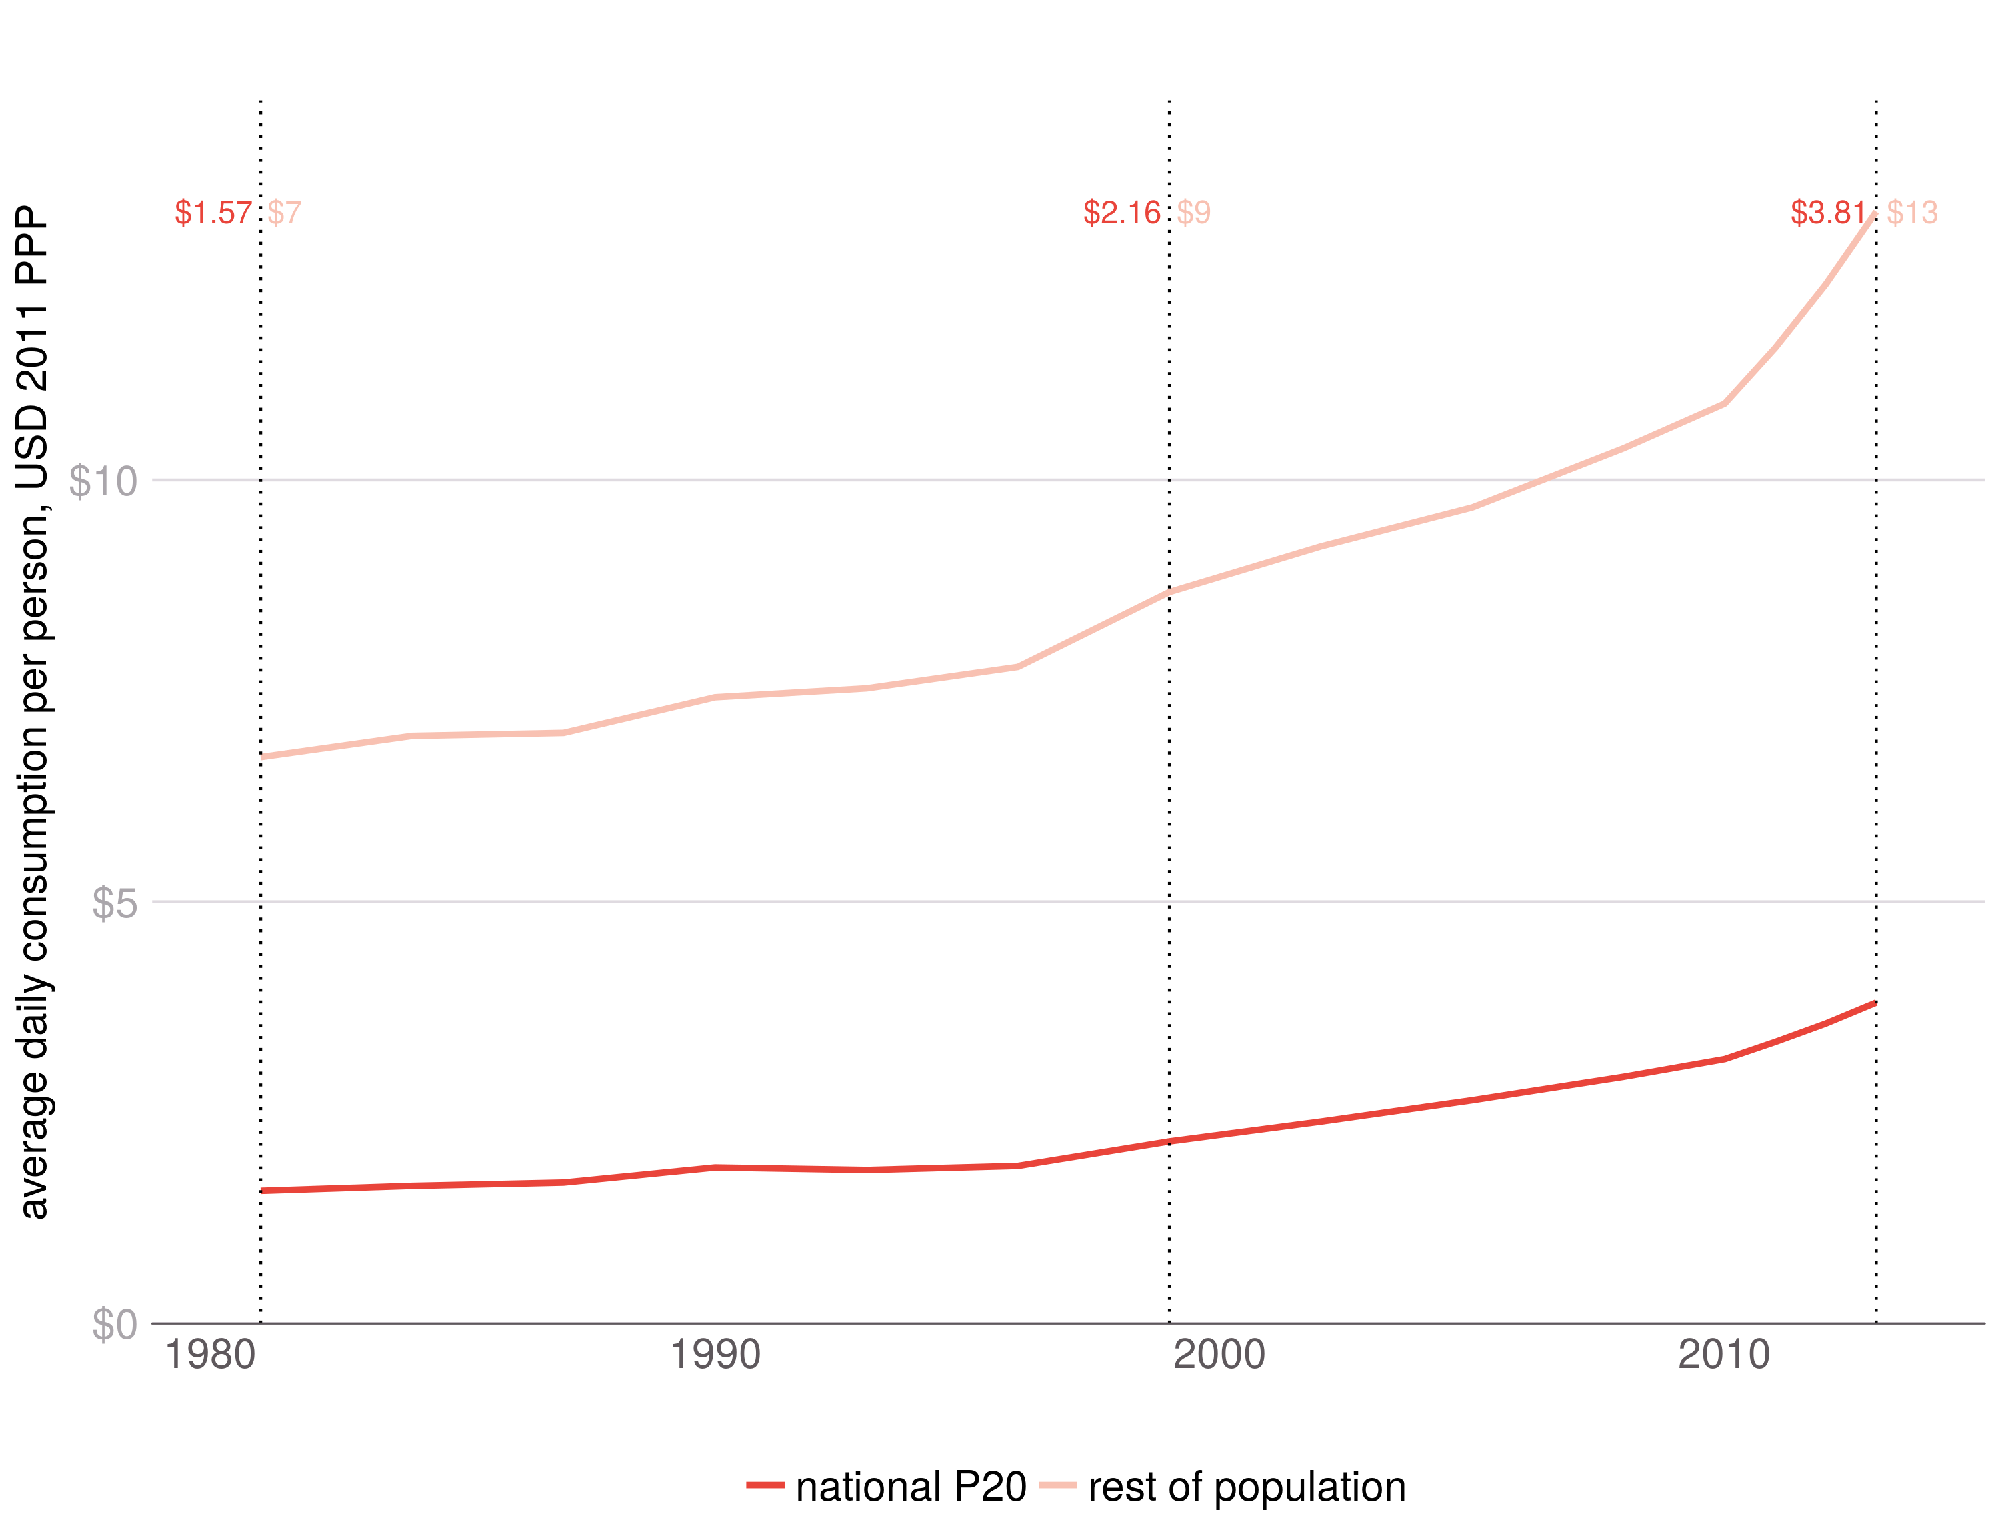 average daily consumption per person, USD 2011 PPP
$1.57 $7
$2.16 $9
$3.81 $13
$10
$5
$0
1980 1990 2000 2010
national P20 rest of population